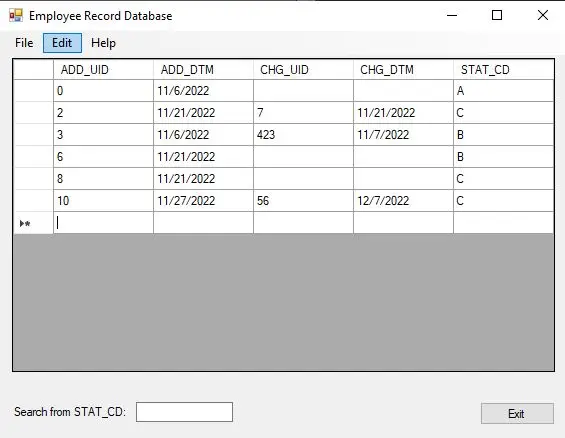 Employee Record Database
File Edit Help
ADD_UID ADD_DTM CHG_UID CHG_DTM STAT_CD
0 11/6/2022 A
2 11/21/2022 7 11/21/2022 C
3 11/6/2022 423 11/7/2022 B
6 11/21/2022 B
8 11/21/2022 C
10 11/27/2022 56 12/7/2022 C
Search from STAT_CD: Exit